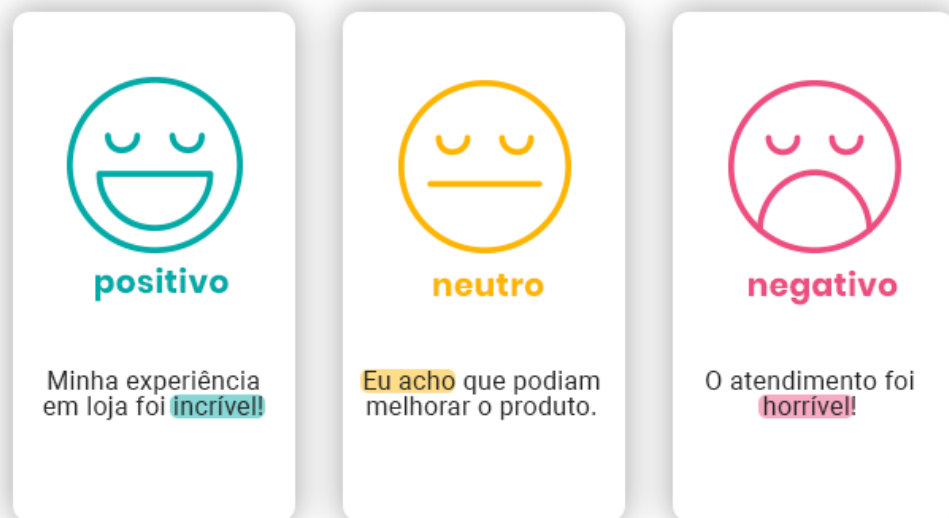 positivo
Minha experiência
em loja foi incrível!
neutro
Eu acho que podiam
melhorar o produto.
negativo
O atendimento foi
horrível!